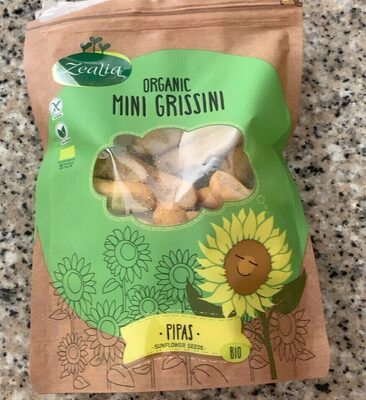 Zealia
ORGANIC
MINI GRISSINI
· PIPAS ·
SUNFLOWER SEEDS
BIO